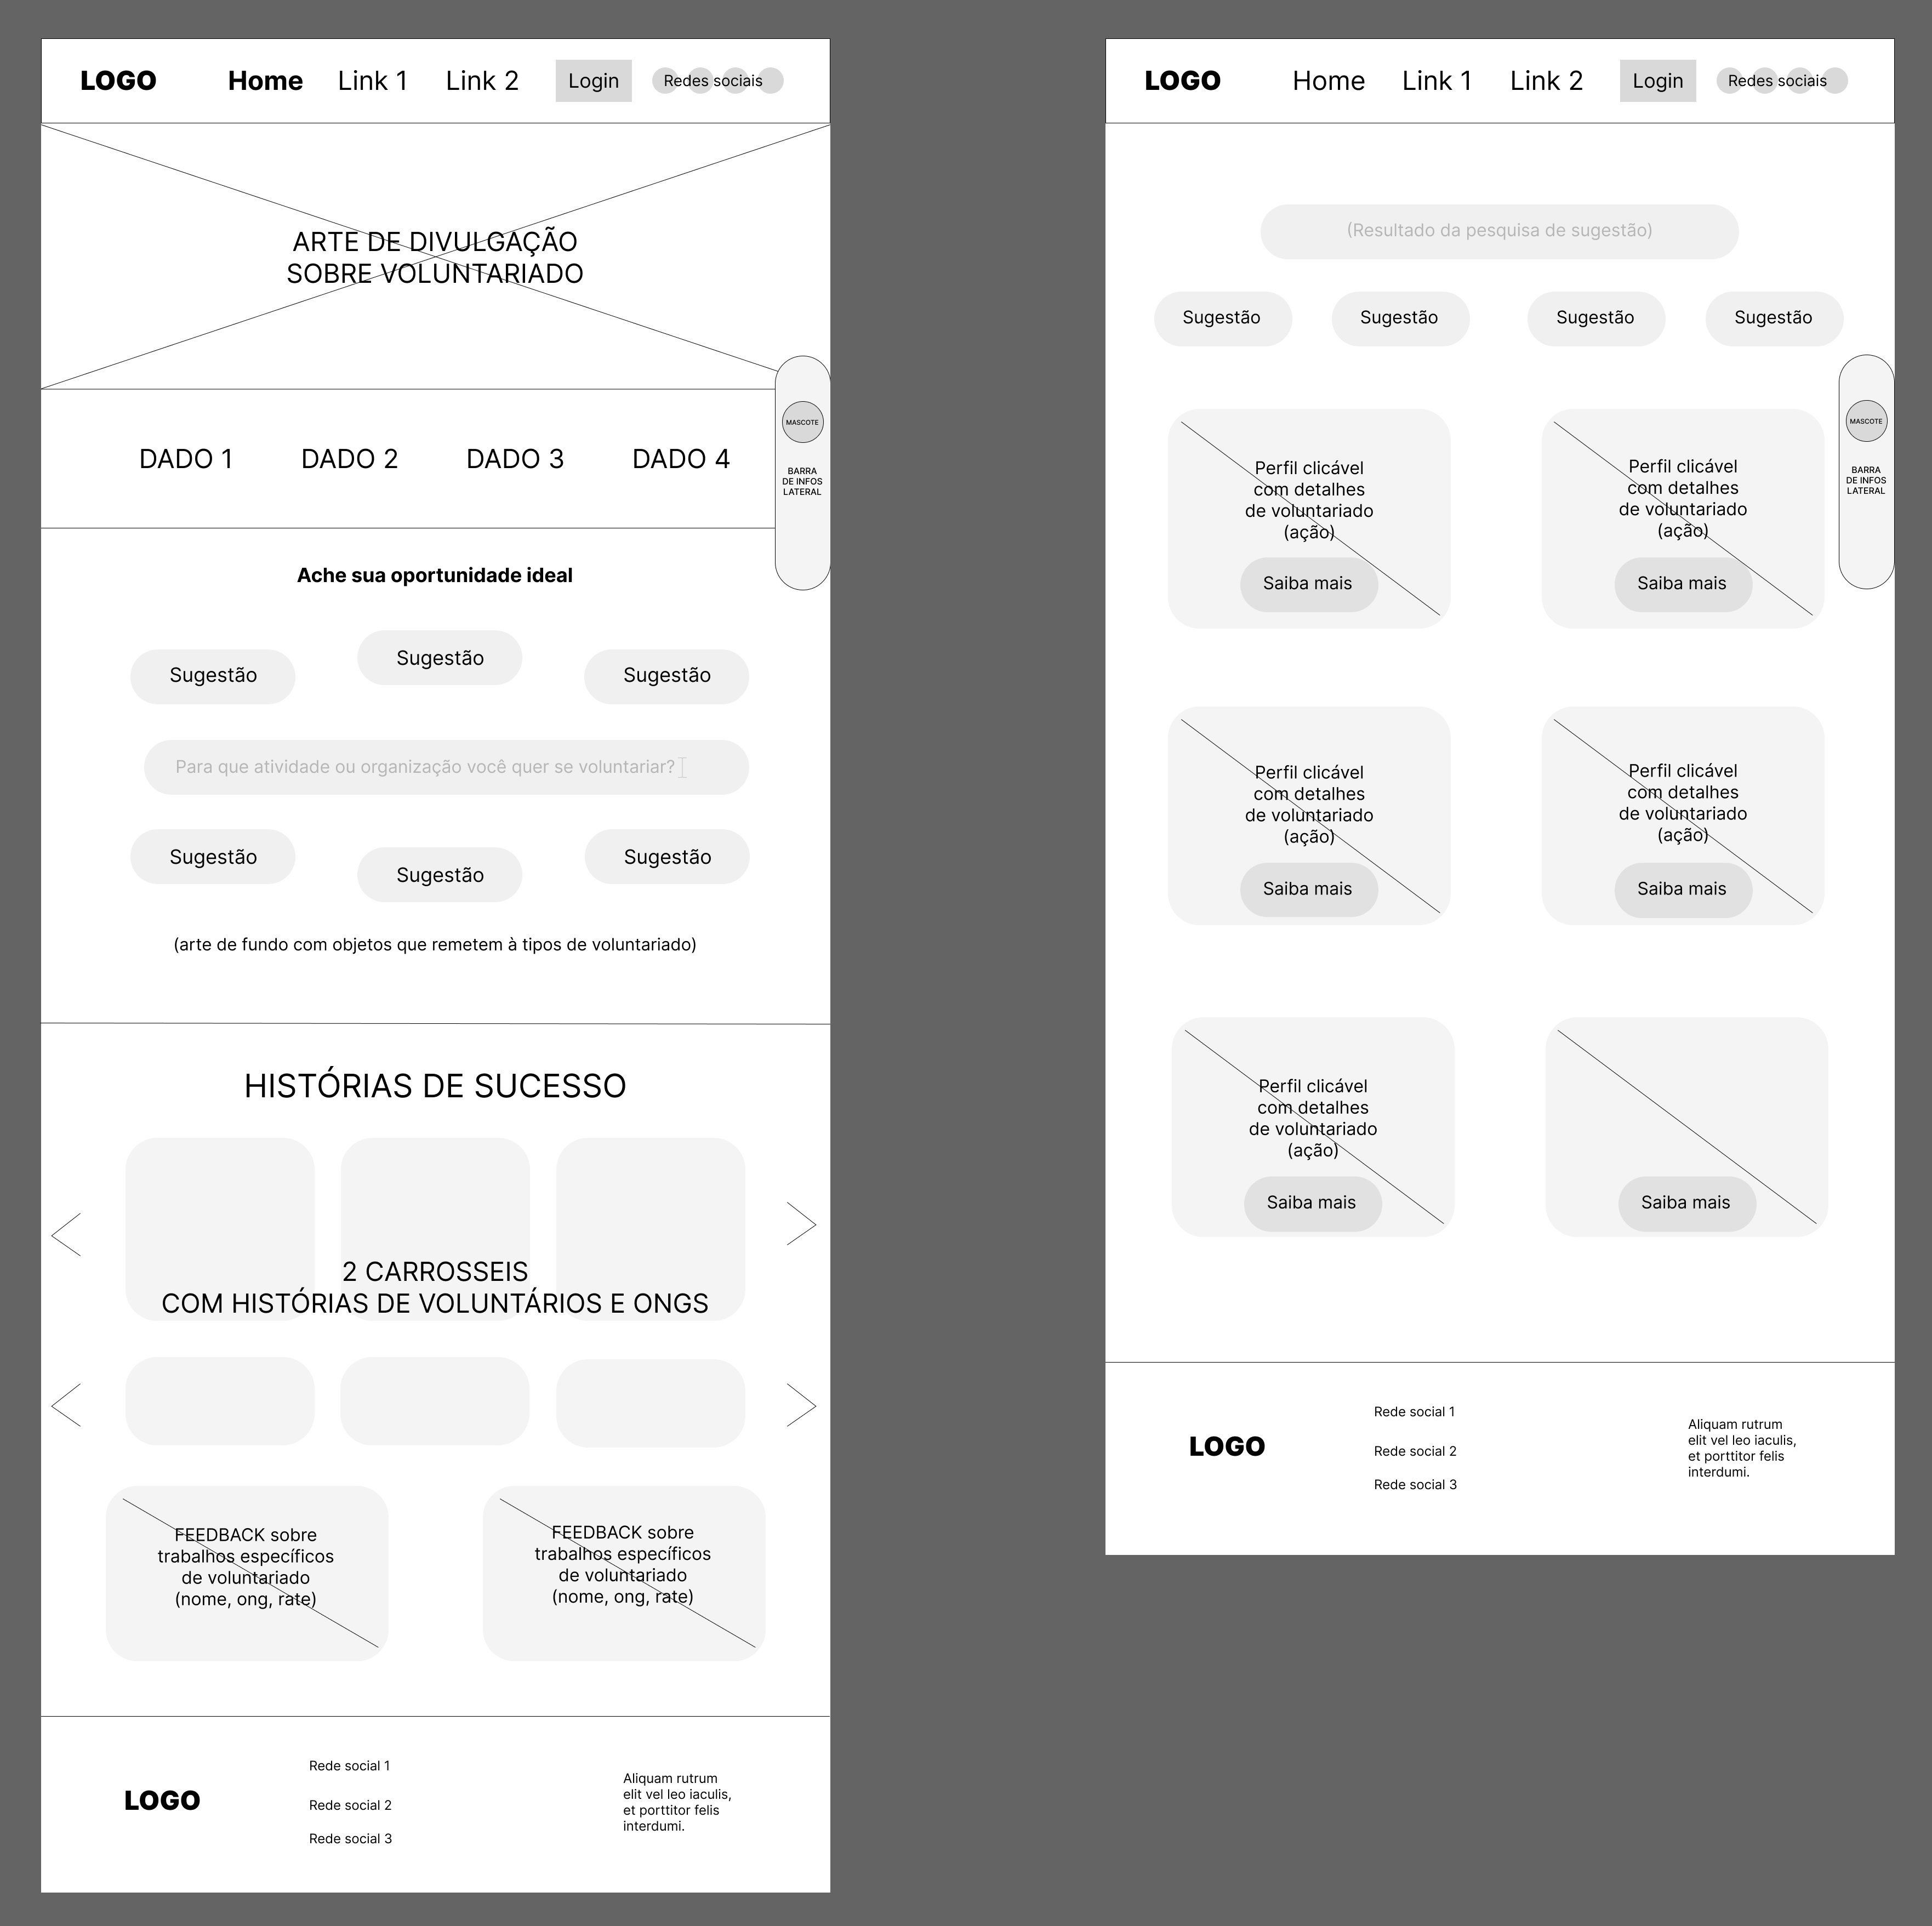 LOGO
Home
Link 1
Link 2
Login
Redes sociais
ARTE DE DIVULGAÇÃO
SOBRE VOLUNTARIADO
MASCOTE
BARRA
DE INFOS
LATERAL
DADO 1
DADO 2
DADO 3
DADO 4
Ache sua oportunidade ideal
Sugestão
Sugestão
Sugestão
Para que atividade ou organização você quer se voluntariar?
Sugestão
Sugestão
Sugestão
(arte de fundo com objetos que remetem à tipos de voluntariado)
HISTÓRIAS DE SUCESSO
2 CARROSSEIS
COM HISTÓRIAS DE VOLUNTÁRIOS E ONGS
FEEDBACK sobre
trabalhos específicos
de voluntariado
(nome, ong, rate)
FEEDBACK sobre
trabalhos específicos
de voluntariado
(nome, ong, rate)
LOGO
Rede social 1
Rede social 2
Rede social 3
Aliquam rutrum
elit vel leo iaculis,
et porttitor felis
interdumi.
LOGO
Home
Link 1
Link 2
Login
Redes sociais
(Resultado da pesquisa de sugestão)
Sugestão
Sugestão
Sugestão
Sugestão
MASCOTE
BARRA
DE INFOS
LATERAL
Perfil clicável
com detalhes
de voluntariado
(ação)
Saiba mais
Perfil clicável
com detalhes
de voluntariado
(ação)
Saiba mais
Perfil clicável
com detalhes
de voluntariado
(ação)
Saiba mais
Perfil clicável
com detalhes
de voluntariado
(ação)
Saiba mais
Perfil clicável
com detalhes
de voluntariado
(ação)
Saiba mais
Saiba mais
LOGO
Rede social 1
Rede social 2
Rede social 3
Aliquam rutrum
elit vel leo iaculis,
et porttitor felis
interdumi.